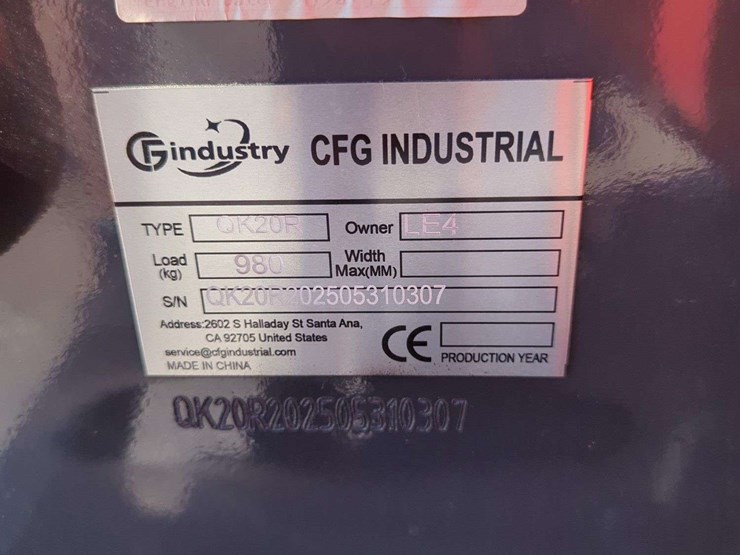 CFindustry CFG INDUSTRIAL
TYPE QK20R Owner LE4
Load (kg) 980 Width Max(MM)
S/N QK20R202505310307
Address:2602 S Halladay St Santa Ana,
CA 92705 United States
service@cfgindustrial.com
MADE IN CHINA
CE PRODUCTION YEAR
QK20R202505310307